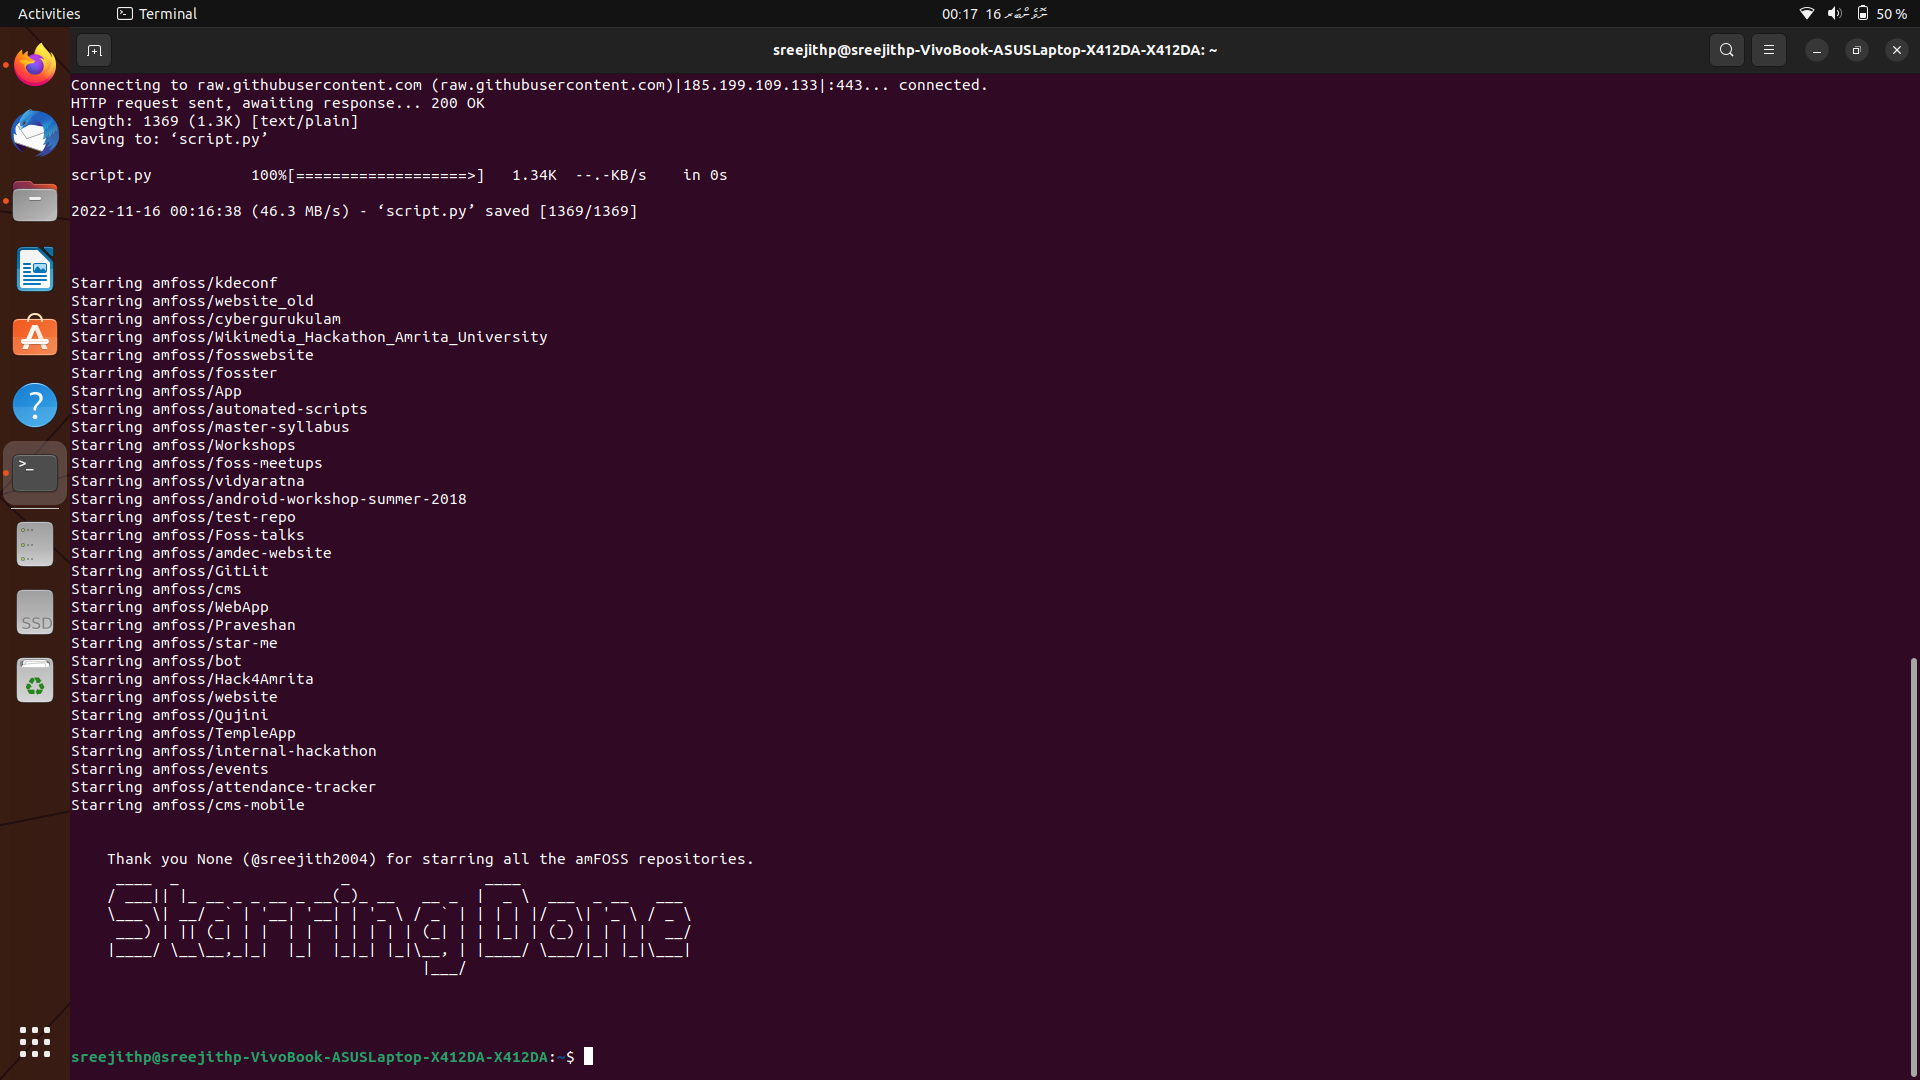 Activities
Terminal
00:17 16 ނޮވެންބަރ
50 %
sreejithp@sreejithp-VivoBook-ASUSLaptop-X412DA-X412DA: ~
Connecting to raw.githubusercontent.com (raw.githubusercontent.com)|185.199.109.133|:443... connected.
HTTP request sent, awaiting response... 200 OK
Length: 1369 (1.3K) [text/plain]
Saving to: ‘script.py’
script.py 100%[===================>] 1.34K --.-KB/s in 0s
2022-11-16 00:16:38 (46.3 MB/s) - ‘script.py’ saved [1369/1369]
Starring amfoss/kdeconf
Starring amfoss/website_old
Starring amfoss/cybergurukulam
Starring amfoss/Wikimedia_Hackathon_Amrita_University
Starring amfoss/fosswebsite
Starring amfoss/fosster
Starring amfoss/App
Starring amfoss/automated-scripts
Starring amfoss/master-syllabus
Starring amfoss/Workshops
Starring amfoss/foss-meetups
Starring amfoss/vidyaratna
Starring amfoss/android-workshop-summer-2018
Starring amfoss/test-repo
Starring amfoss/Foss-talks
Starring amfoss/amdec-website
Starring amfoss/GitLit
Starring amfoss/cms
Starring amfoss/WebApp
Starring amfoss/Praveshan
Starring amfoss/star-me
Starring amfoss/bot
Starring amfoss/Hack4Amrita
Starring amfoss/website
Starring amfoss/Qujini
Starring amfoss/TempleApp
Starring amfoss/internal-hackathon
Starring amfoss/events
Starring amfoss/attendance-tracker
Starring amfoss/cms-mobile
Thank you None (@sreejith2004) for starring all the amFOSS repositories.
Starring Done
sreejithp@sreejithp-VivoBook-ASUSLaptop-X412DA-X412DA:~$
SSD